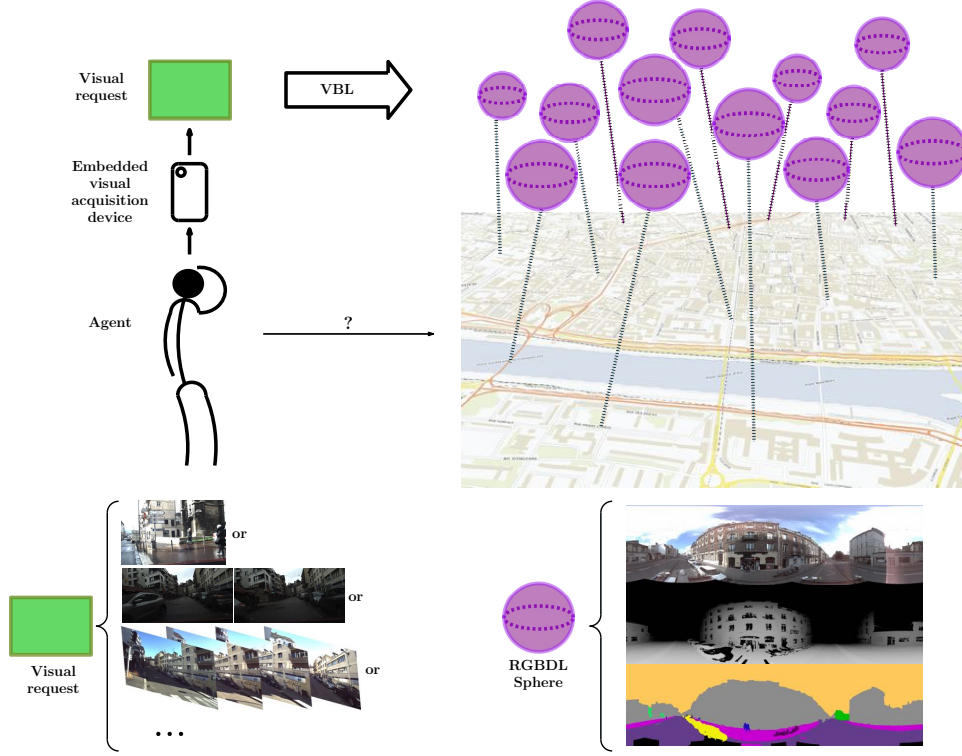 Visual
request
VBL
Embedded
visual
acquisition
device
Agent
?
or
or
or
Visual
request
...
RGBDL
Sphere